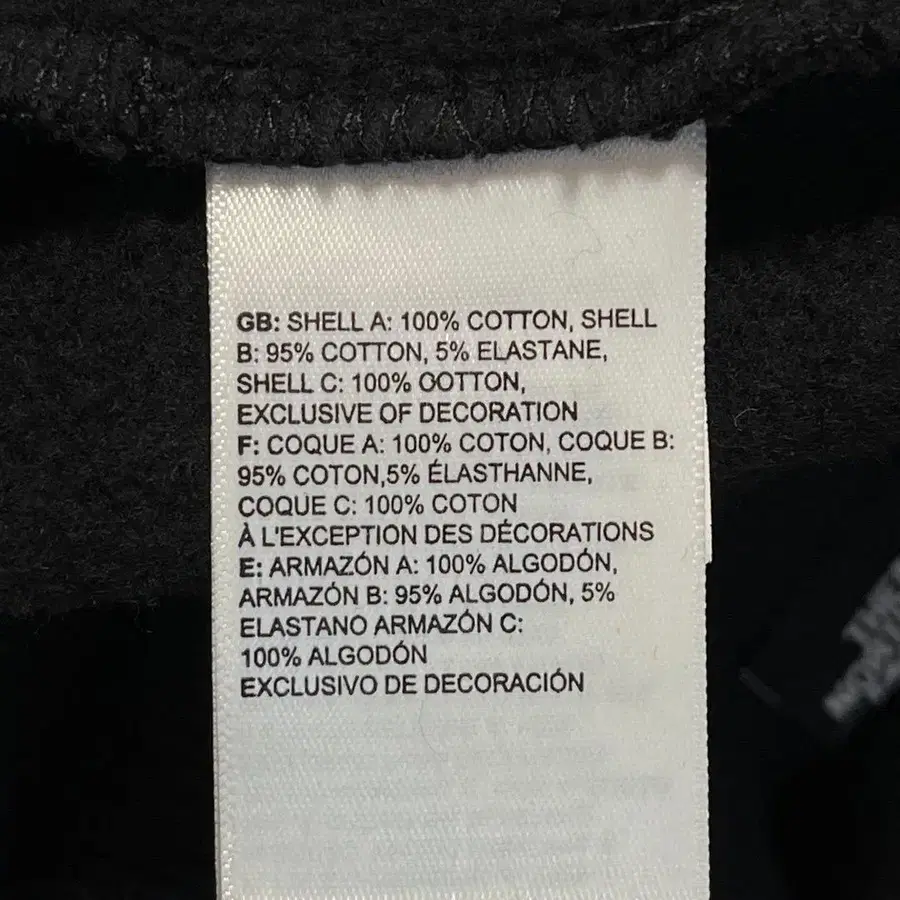 GB: SHELL A: 100% COTTON, SHELL
B: 95% COTTON, 5% ELASTANE,
SHELL C: 100% COTTON,
EXCLUSIVE OF DECORATION
F: COQUE A: 100% COTON, COQUE B:
95% COTON,5% ÉLASTHANNE,
COQUE C: 100% COTON
À L'EXCEPTION DES DÉCORATIONS
E: ARMAZÓN A: 100% ALGODÓN,
ARMAZÓN B: 95% ALGODÓN, 5%
ELASTANO ARMAZÓN C:
100% ALGODÓN
EXCLUSIVO DE DECORACIÓN